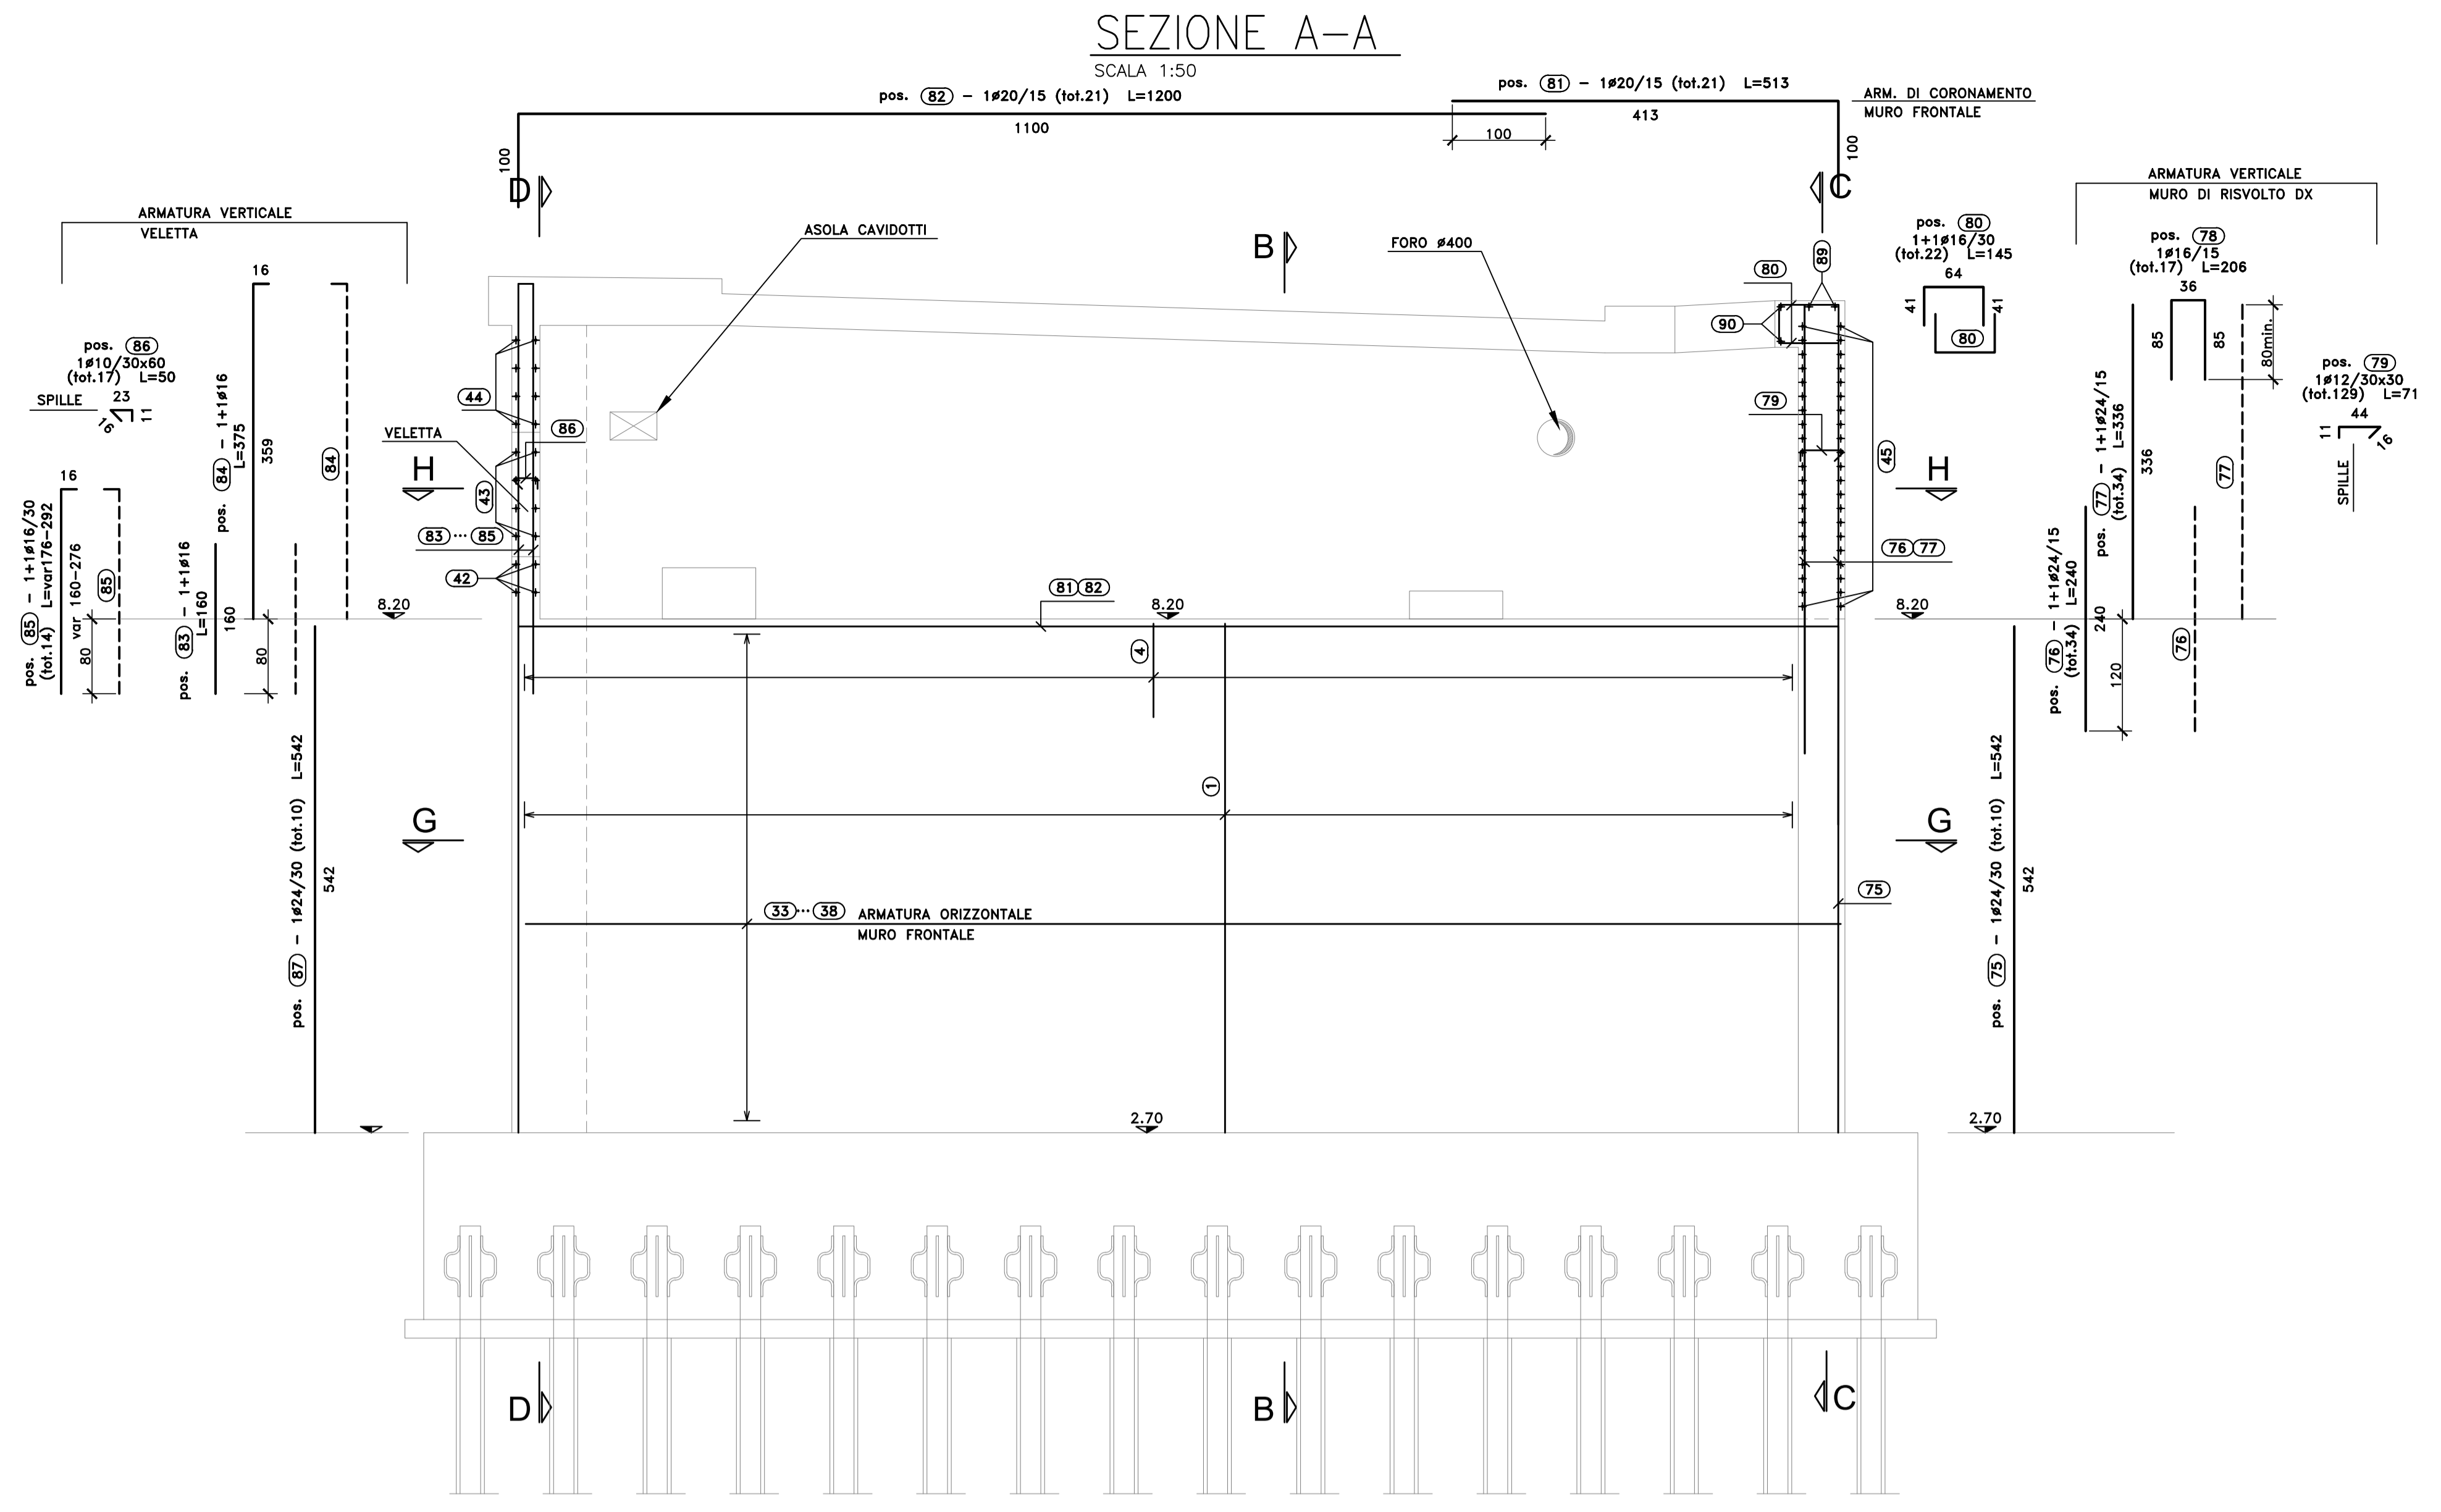 SEZIONE A-A
SCALA 1:50
pos. 82 - 1ø20/15 (tot.21) L=1200
1100
100
pos. 81 - 1ø20/15 (tot.21) L=513
413
100
100
ARM. DI CORONAMENTO
MURO FRONTALE
D
C
B
ARMATURA VERTICALE
VELETTA
ASOLA CAVIDOTTI
FORO ø400
ARMATURA VERTICALE
MURO DI RISVOLTO DX
pos. 86
1ø10/30x60
(tot.17) L=50
23
SPILLE
16
11
16
pos. 84 - 1+1ø16
L=375
359
84
16
pos. 85 - 1+1ø16/30
(tot.14) L=var176-292
var 160-276
85
80
pos. 83 - 1+1ø16
L=160
160
80
pos. 87 - 1ø24/30 (tot.10) L=542
542
44
VELETTA
86
H
43
83 ... 85
42
8.20
G
80
89
90
79
45
H
76 77
81 82
8.20
8.20
4
1
G
75
33 ... 38
ARMATURA ORIZZONTALE
MURO FRONTALE
2.70
2.70
pos. 80
1+1ø16/30
(tot.22) L=145
64
41
41
80
pos. 78
1ø16/15
(tot.17) L=206
36
85
85
80min.
pos. 79
1ø12/30x30
(tot.129) L=71
44
11
16
SPILLE
pos. 77 - 1+1ø24/15
(tot.34) L=336
336
77
pos. 76 - 1+1ø24/15
(tot.34) L=240
240
120
76
pos. 75 - 1ø24/30 (tot.10) L=542
542
D
B
C